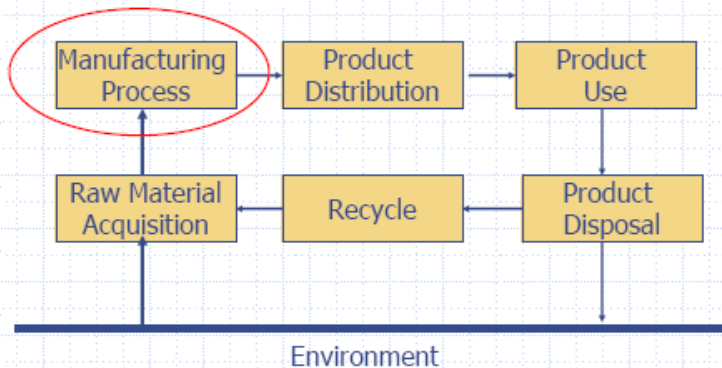 Manufacturing
Process
Product
Distribution
Product
Use
Raw Material
Acquisition
Recycle
Product
Disposal
Environment